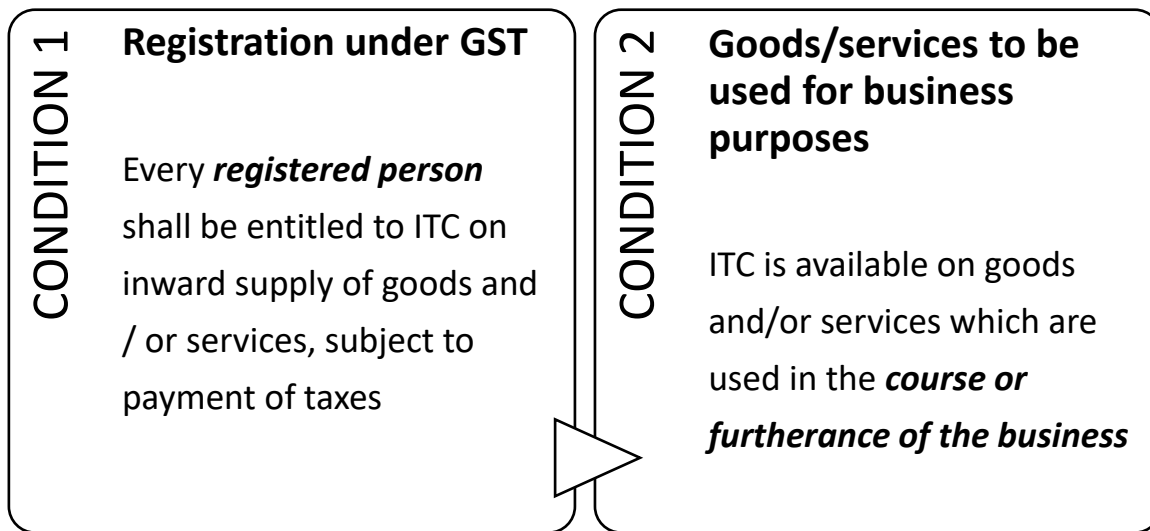 CONDITION 1
Registration under GST
Every registered person
shall be entitled to ITC on
inward supply of goods and
/ or services, subject to
payment of taxes
CONDITION 2
Goods/services to be
used for business
purposes
ITC is available on goods
and/or services which are
used in the course or
furtherance of the business